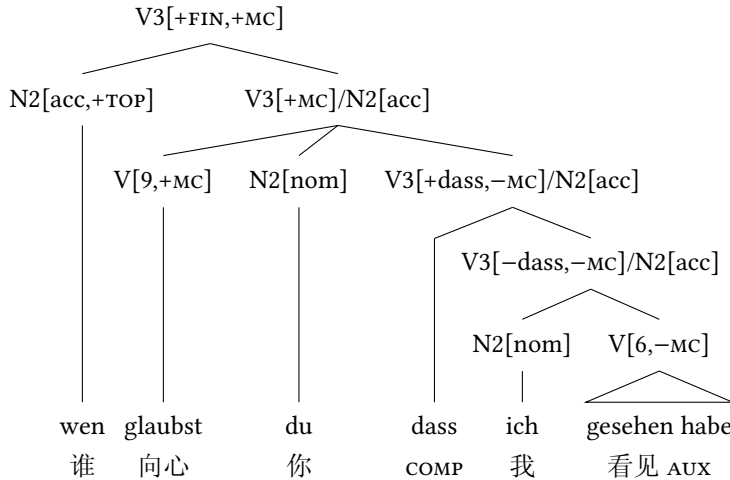 V3[+FIN,+MC]
N2[acc,+TOP] V3[+MC]/N2[acc]
V[9,+MC] N2[nom] V3[+dass,−MC]/N2[acc]
V3[−dass,−MC]/N2[acc]
N2[nom] V[6,−MC]
wen glaubst du dass ich gesehen habe
谁 向心 你 COMP 我 看见 AUX